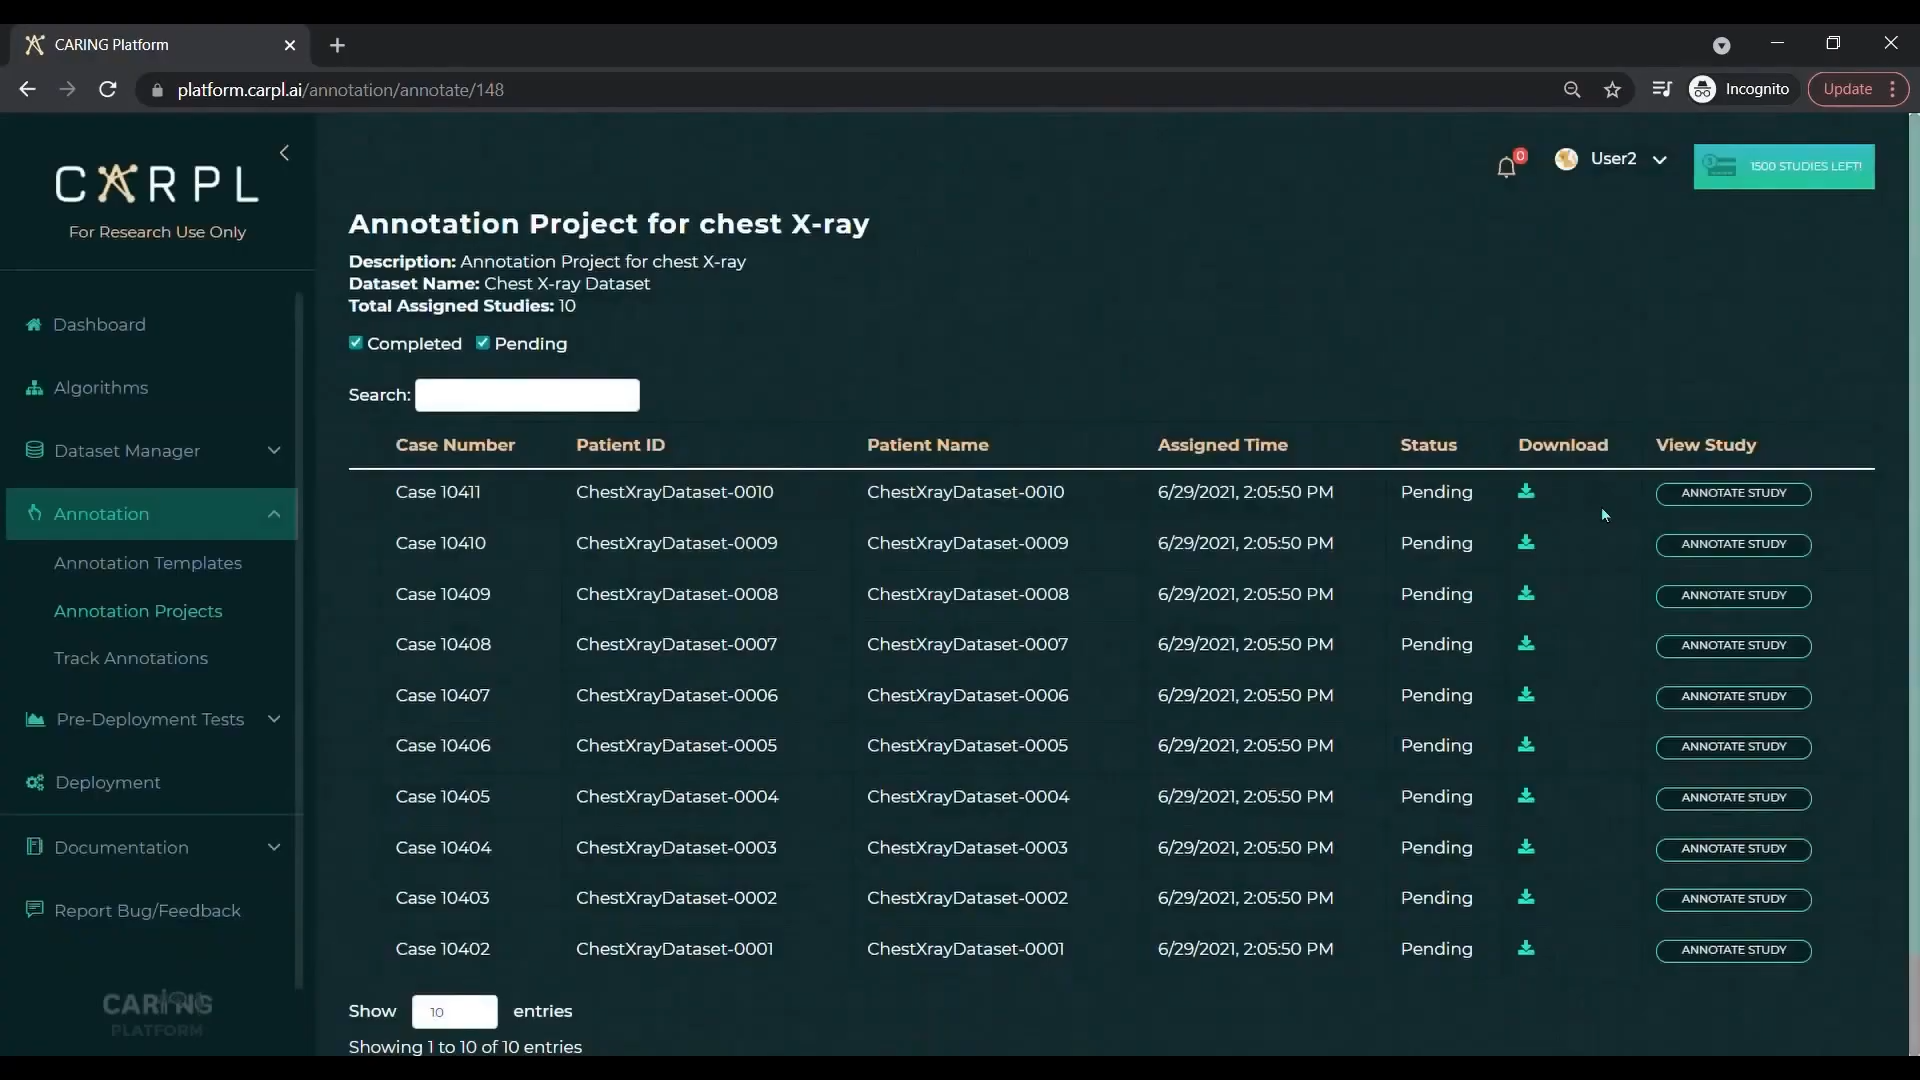 CARING Platform
platform.carpl.ai/annotation/annotate/148
Incognito
Update
CARPL
For Research Use Only
0
User2
1500 STUDIES LEFT!
Dashboard
Algorithms
Dataset Manager
Annotation
Annotation Templates
Annotation Projects
Track Annotations
Pre-Deployment Tests
Deployment
Documentation
Report Bug/Feedback
CARING
PLATFORM
Annotation Project for chest X-ray
Description: Annotation Project for chest X-ray
Dataset Name: Chest X-ray Dataset
Total Assigned Studies: 10
Completed Pending
Search:
Case Number Patient ID Patient Name Assigned Time Status Download View Study
Case 10411 ChestXrayDataset-0010 ChestXrayDataset-0010 6/29/2021, 2:05:50 PM Pending ANNOTATE STUDY
Case 10410 ChestXrayDataset-0009 ChestXrayDataset-0009 6/29/2021, 2:05:50 PM Pending ANNOTATE STUDY
Case 10409 ChestXrayDataset-0008 ChestXrayDataset-0008 6/29/2021, 2:05:50 PM Pending ANNOTATE STUDY
Case 10408 ChestXrayDataset-0007 ChestXrayDataset-0007 6/29/2021, 2:05:50 PM Pending ANNOTATE STUDY
Case 10407 ChestXrayDataset-0006 ChestXrayDataset-0006 6/29/2021, 2:05:50 PM Pending ANNOTATE STUDY
Case 10406 ChestXrayDataset-0005 ChestXrayDataset-0005 6/29/2021, 2:05:50 PM Pending ANNOTATE STUDY
Case 10405 ChestXrayDataset-0004 ChestXrayDataset-0004 6/29/2021, 2:05:50 PM Pending ANNOTATE STUDY
Case 10404 ChestXrayDataset-0003 ChestXrayDataset-0003 6/29/2021, 2:05:50 PM Pending ANNOTATE STUDY
Case 10403 ChestXrayDataset-0002 ChestXrayDataset-0002 6/29/2021, 2:05:50 PM Pending ANNOTATE STUDY
Case 10402 ChestXrayDataset-0001 ChestXrayDataset-0001 6/29/2021, 2:05:50 PM Pending ANNOTATE STUDY
Show 10 entries
Showing 1 to 10 of 10 entries